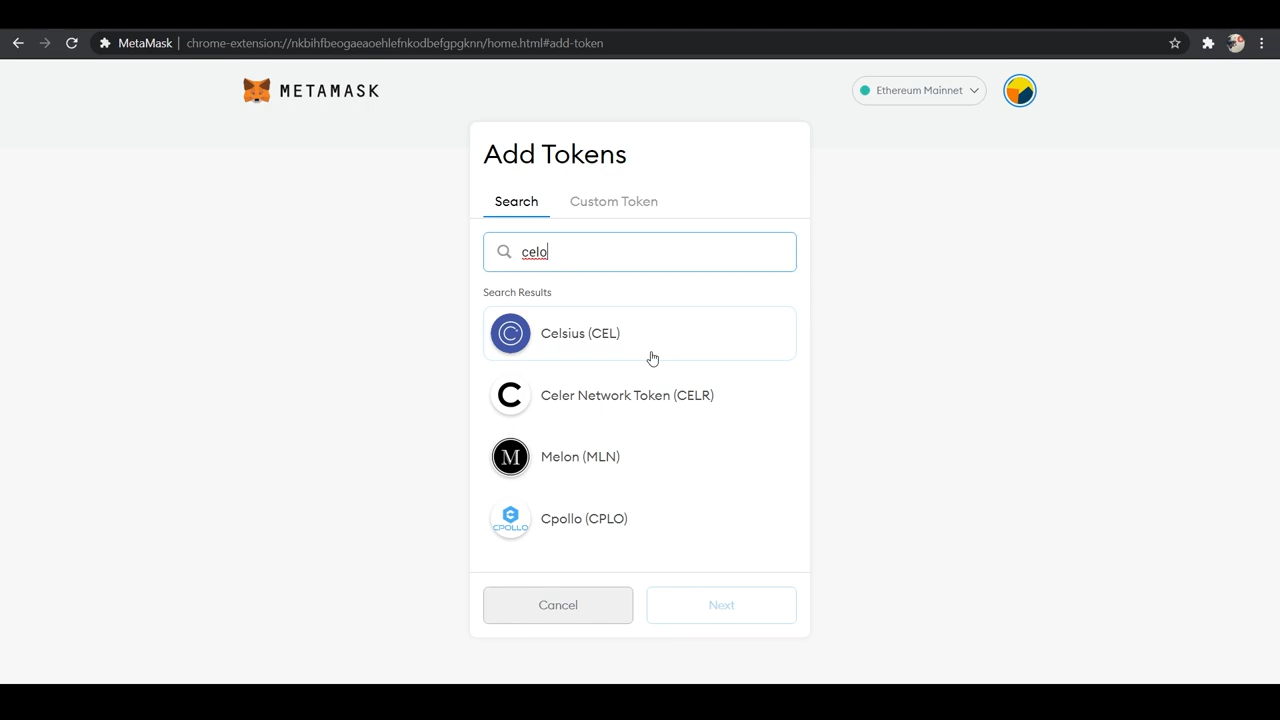 MetaMask | chrome-extension://nkbihfbeogaeaoehlefnkodbefgpgknn/home.html#add-token
METAMASK
Ethereum Mainnet
Add Tokens
Search Custom Token
celo
Search Results
Celsius (CEL)
C
Celer Network Token (CELR)
M
Melon (MLN)
CPOLLO
Cpollo (CPLO)
Cancel Next